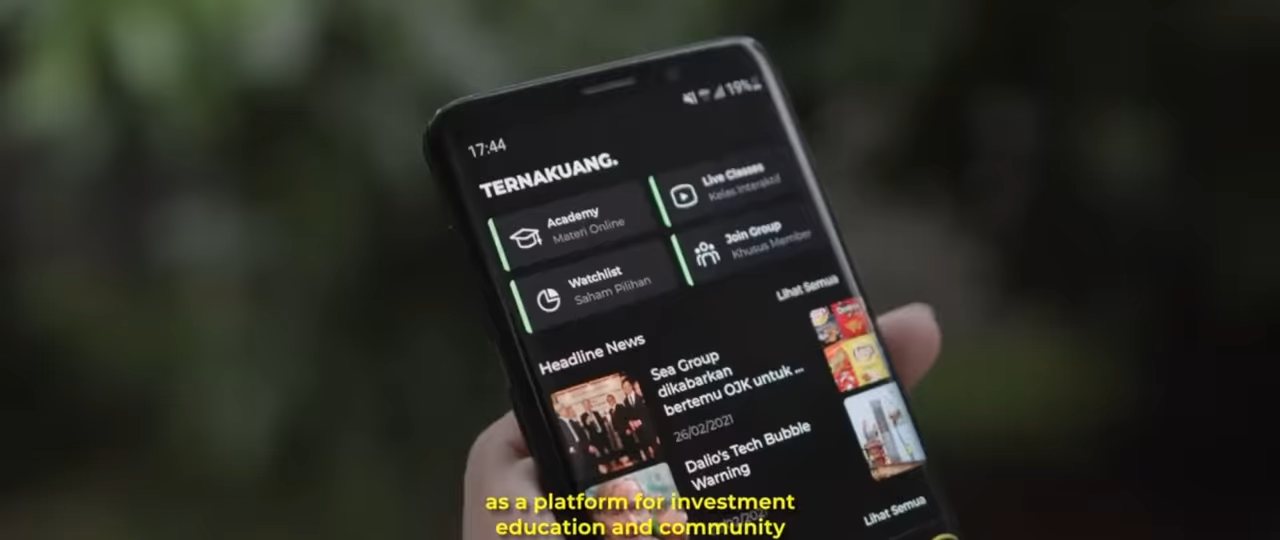 17:44
19%
TERNAKUANG.
Academy
Materi Online
Live Classes
Kelas Interaktif
Watchlist
Saham Pilihan
Join Group
Khusus Member
Lihat Semua
Headline News
Sea Group
dikabarkan
bertemu OJK untuk ...
26/02/2021
Dalio's Tech Bubble
Warning
Lihat Semua
as a platform for investment
education and community